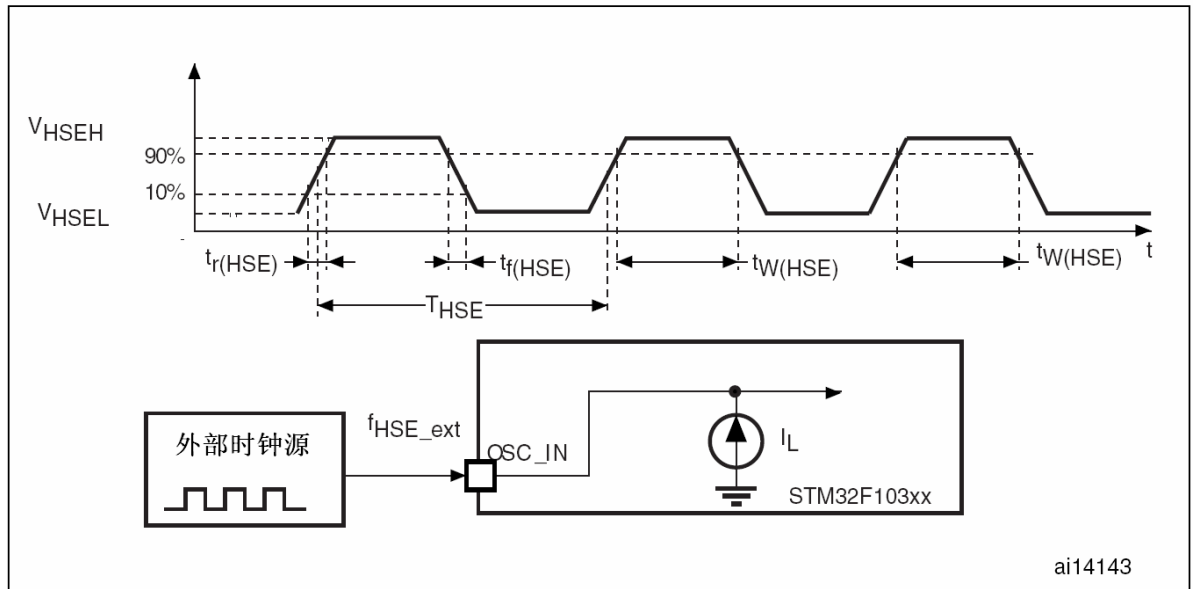 VHSEH
90%
10%
VHSEL
tr(HSE)
tf(HSE)
tW(HSE)
tW(HSE)
t
THSE
外部时钟源
fHSE_ext
OSC_IN
IL
STM32F103xx
ai14143